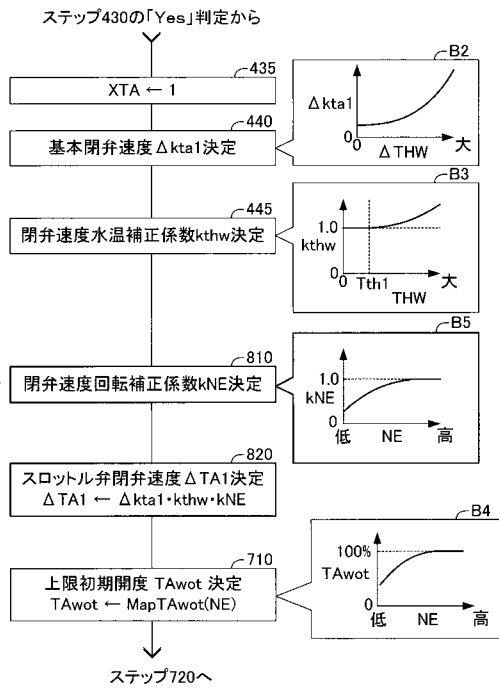 ステップ430の「Yes」判定から
435
XTA ← 1
440
基本閉弁速度Δkta1決定
B2
Δkta1
0
0
ΔTHW
大
445
閉弁速度水温補正係数kthw決定
B3
1.0
kthw
0
0
Tth1
大
THW
810
閉弁速度回転補正係数kNE決定
B5
1.0
kNE
0
低
NE
高
820
スロットル弁閉弁速度ΔTA1決定
ΔTA1 ← Δkta1・kthw・kNE
710
上限初期開度 TAwot 決定
TAwot ← MapTAwot(NE)
B4
100%
TAwot
0
低
NE
高
ステップ720へ